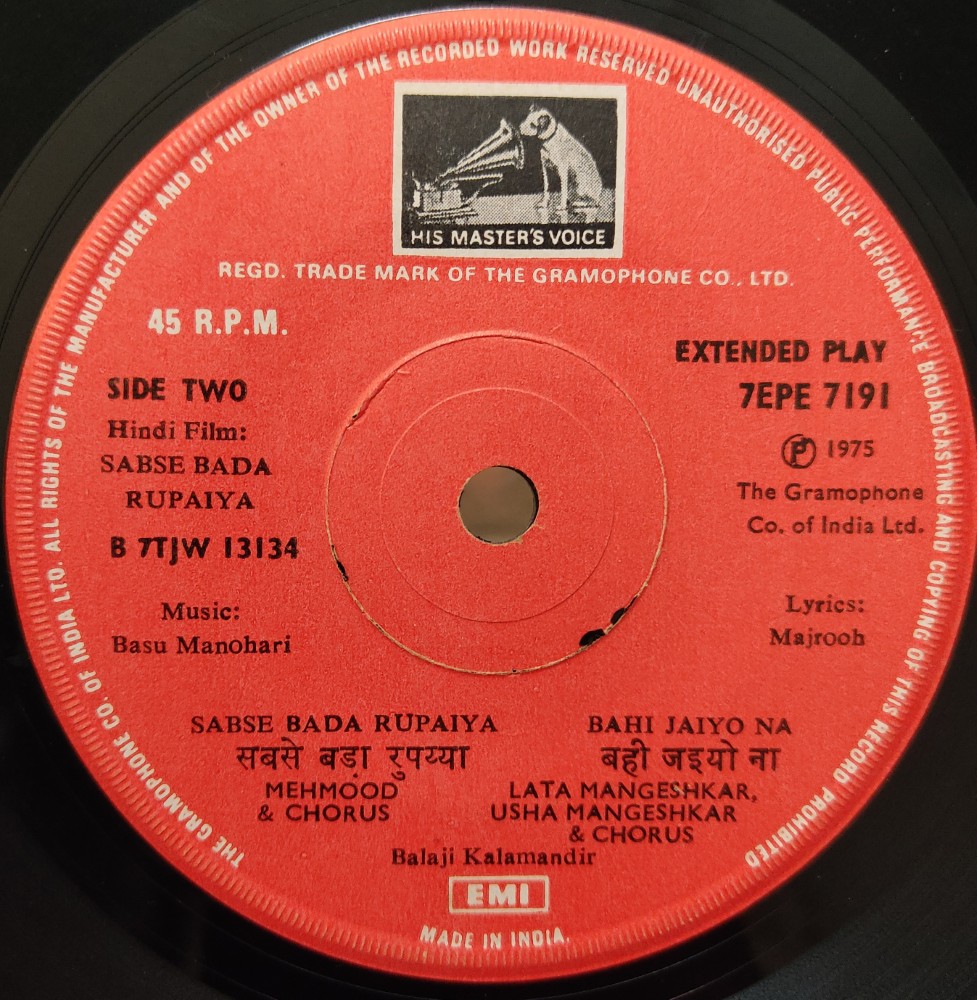 THE GRAMOPHONE CO. OF INDIA LTD. ALL RIGHTS OF THE MANUFACTURER AND OF THE OWNER OF THE RECORDED WORK RESERVED UNAUTHORISED PUBLIC PERFORMANCE BROADCASTING AND COPYING OF THIS RECORD PROHIBITED
HIS MASTER'S VOICE
REGD. TRADE MARK OF THE GRAMOPHONE CO., LTD.
45 R.P.M.
SIDE TWO
Hindi Film:
SABSE BADA
RUPAIYA
B 7TJW 13134
Music:
Basu Manohari
EXTENDED PLAY
7EPE 7191
Ⓟ 1975
The Gramophone
Co. of India Ltd.
Lyrics:
Majrooh
SABSE BADA RUPAIYA
सबसे बड़ा रुपय्या
MEHMOOD
& CHORUS
BAHI JAIYO NA
बही जइयो ना
LATA MANGESHKAR,
USHA MANGESHKAR
& CHORUS
Balaji Kalamandir
EMI
MADE IN INDIA.